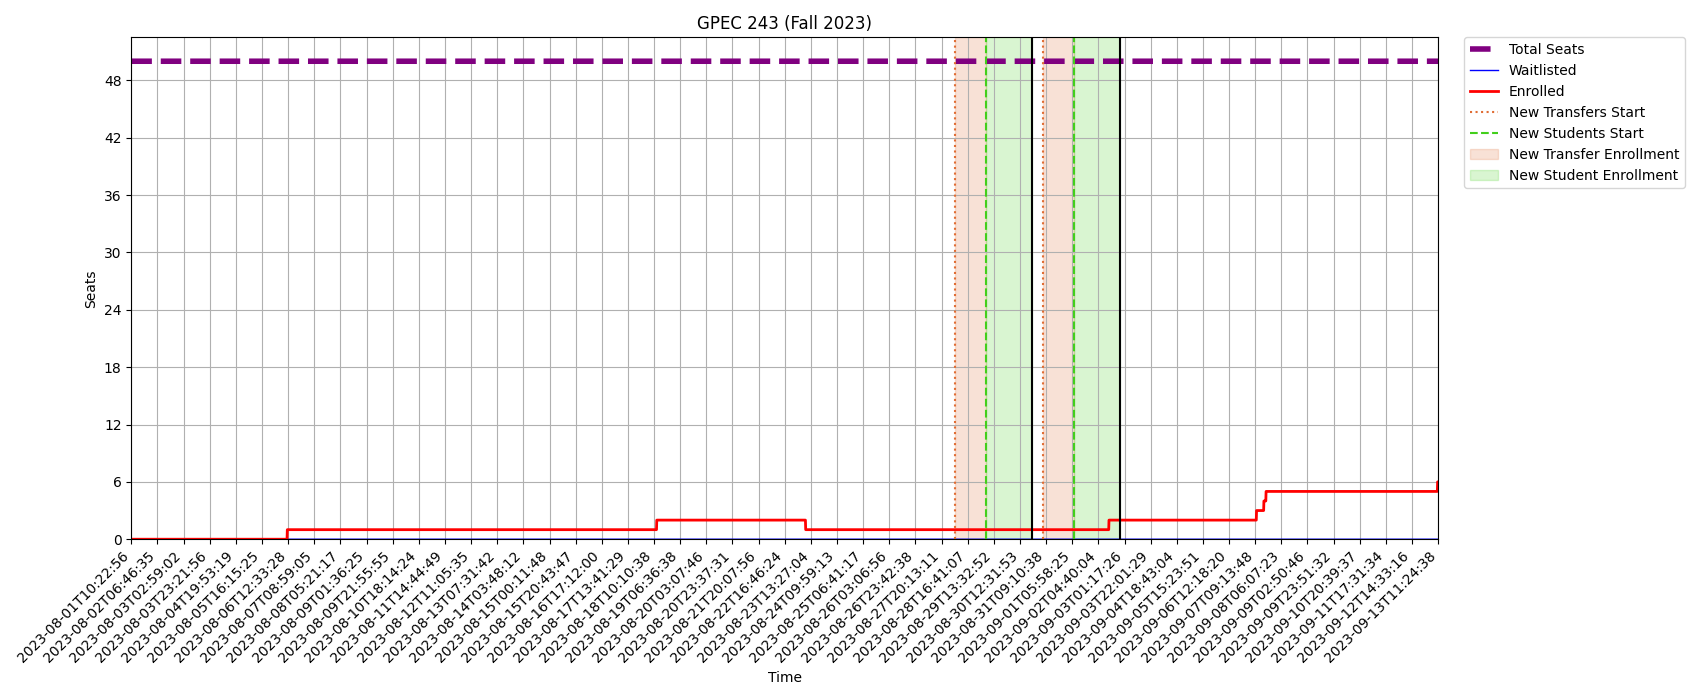 GPEC 243 (Fall 2023)
Total Seats
Waitlisted
Enrolled
New Transfers Start
New Students Start
New Transfer Enrollment
New Student Enrollment
Seats
48
42
36
30
24
18
12
6
0
2023-08-01T10:22:56
2023-08-02T06:46:35
2023-08-03T02:59:02
2023-08-03T23:21:56
2023-08-04T19:53:19
2023-08-05T16:15:25
2023-08-06T12:33:28
2023-08-07T08:59:05
2023-08-08T05:21:17
2023-08-09T01:36:25
2023-08-09T21:55:55
2023-08-10T18:14:24
2023-08-11T14:44:49
2023-08-12T11:05:35
2023-08-13T07:31:42
2023-08-14T03:48:12
2023-08-15T00:11:48
2023-08-15T20:43:47
2023-08-16T17:12:00
2023-08-17T13:41:29
2023-08-18T10:10:38
2023-08-19T06:36:38
2023-08-20T03:07:46
2023-08-20T23:37:31
2023-08-21T20:07:56
2023-08-22T16:46:24
2023-08-23T13:27:04
2023-08-24T09:59:13
2023-08-25T06:41:17
2023-08-26T03:06:56
2023-08-26T23:42:38
2023-08-27T20:13:11
2023-08-28T16:41:07
2023-08-29T13:32:52
2023-08-30T12:31:53
2023-08-31T09:10:38
2023-09-01T05:58:25
2023-09-02T04:40:04
2023-09-03T01:17:26
2023-09-03T22:01:29
2023-09-04T18:43:04
2023-09-05T15:23:51
2023-09-06T12:18:20
2023-09-07T09:13:48
2023-09-08T06:07:23
2023-09-09T02:50:46
2023-09-09T23:51:32
2023-09-10T20:39:37
2023-09-11T17:31:34
2023-09-12T14:33:16
2023-09-13T11:24:38
Time